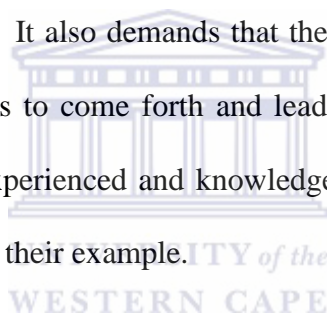 It also demands that the
s to come forth and lead
xperienced and knowledge
their example.
UNIVERSITY of the
WESTERN CAPE